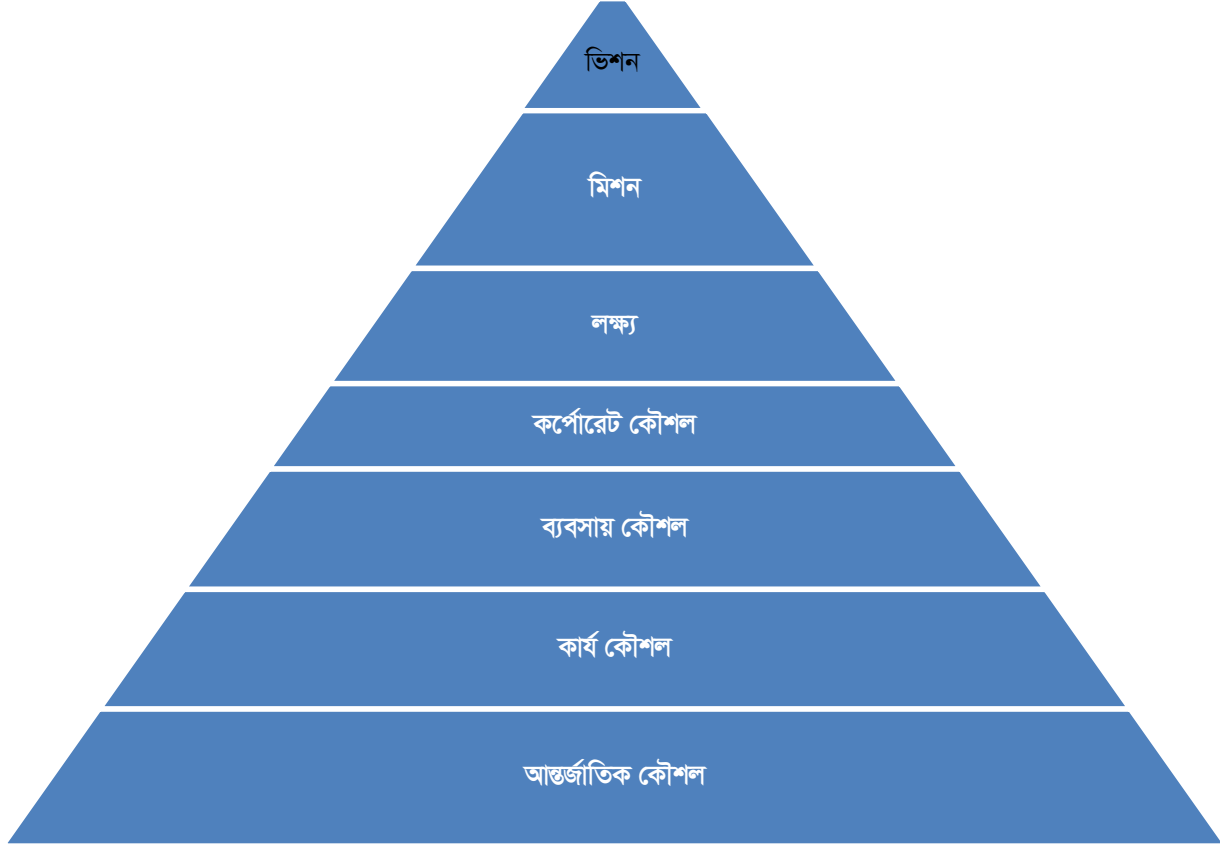 ভিশন
মিশন
লক্ষ্য
কর্পোরেট কৌশল
ব্যবসায় কৌশল
কার্য কৌশল
আন্তর্জাতিক কৌশল